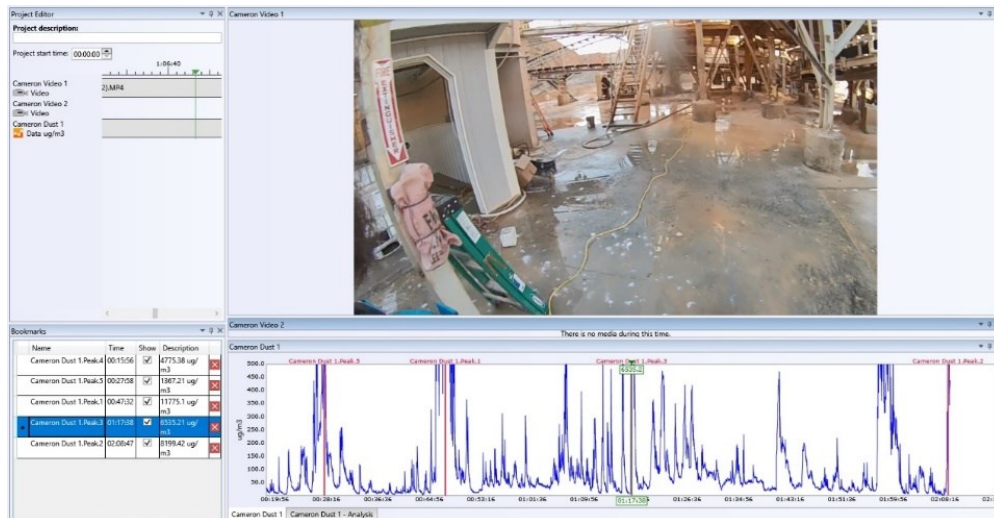 Project Editor
Project description:
Project start time: 00:00:00
1:06:40
Cameron Video 1
Video
2).MP4
Cameron Video 2
Video
Cameron Dust 1
Data ug/m3
Bookmarks
Name Time Show Description
Cameron Dust 1.Peak.4 00:15:56 4775.38 ug/
m3
Cameron Dust 1.Peak.5 00:27:58 1367.21 ug/
m3
Cameron Dust 1.Peak.1 00:47:32 11775.1 ug/
m3
Cameron Dust 1.Peak.3 01:17:38 6535.21 ug/
m3
Cameron Dust 1.Peak.2 02:08:47 8199.42 ug/
m3
Cameron Video 1
EXTINGUISHER
Cameron Video 2
There is no media during this time.
Cameron Dust 1
Cameron Dust 1.Peak.5 Cameron Dust 1.Peak.1 Cameron Dust 1.Peak.3 Cameron Dust 1.Peak.2
6535.2
ug/m3
500.0
450.0
400.0
350.0
300.0
250.0
200.0
150.0
100.0
50.0
00:19:56 00:28:16 00:36:36 00:44:56 00:52:16 01:01:36 01:09:56 01:17:38 01:26:36 01:34:56 01:43:16 01:51:36 01:59:56 02:08:16
Cameron Dust 1 Cameron Dust 1 - Analysis